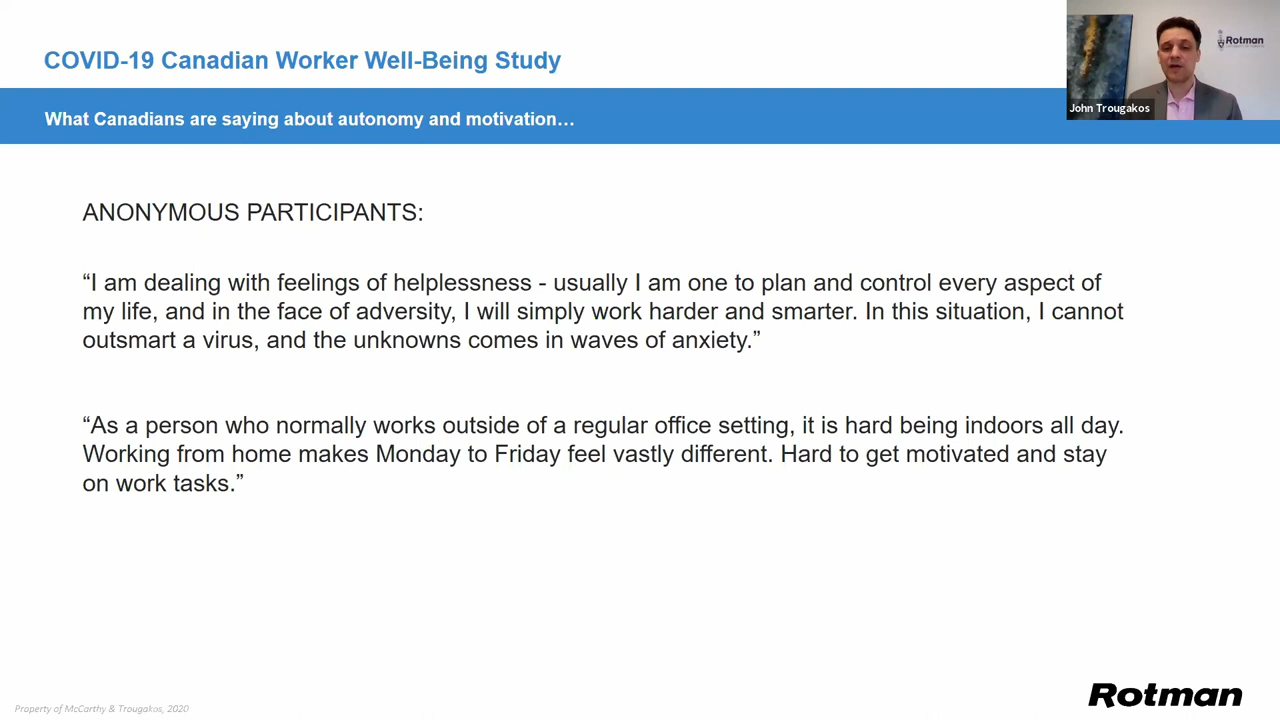 COVID-19 Canadian Worker Well-Being Study
Rotman
John Trougakos
What Canadians are saying about autonomy and motivation…
ANONYMOUS PARTICIPANTS:
“I am dealing with feelings of helplessness - usually I am one to plan and control every aspect of
my life, and in the face of adversity, I will simply work harder and smarter. In this situation, I cannot
outsmart a virus, and the unknowns comes in waves of anxiety.”
“As a person who normally works outside of a regular office setting, it is hard being indoors all day.
Working from home makes Monday to Friday feel vastly different. Hard to get motivated and stay
on work tasks.”
Property of McCarthy & Trougakos, 2020
Rotman